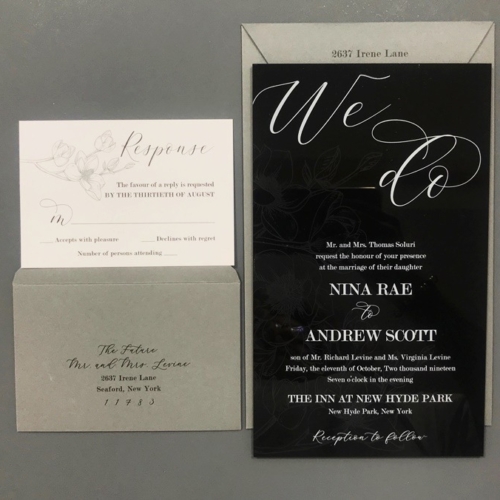 2637 Irene Lane
We
do
Mr. and Mrs. Thomas Soluri
request the honour of your presence
at the marriage of their daughter
NINA RAE
to
ANDREW SCOTT
son of Mr. Richard Levine and Ms. Virginia Levine
Friday, the eleventh of October, Two thousand nineteen
Seven o'clock in the evening
THE INN AT NEW HYDE PARK
New Hyde Park, New York
Reception to follow
Response
The favour of a reply is requested
BY THE THIRTIETH OF AUGUST
M
Accepts with pleasure Declines with regret
Number of persons attending
The Future
Mr and Mrs Levine
2637 Irene Lane
Seaford, New York
11783